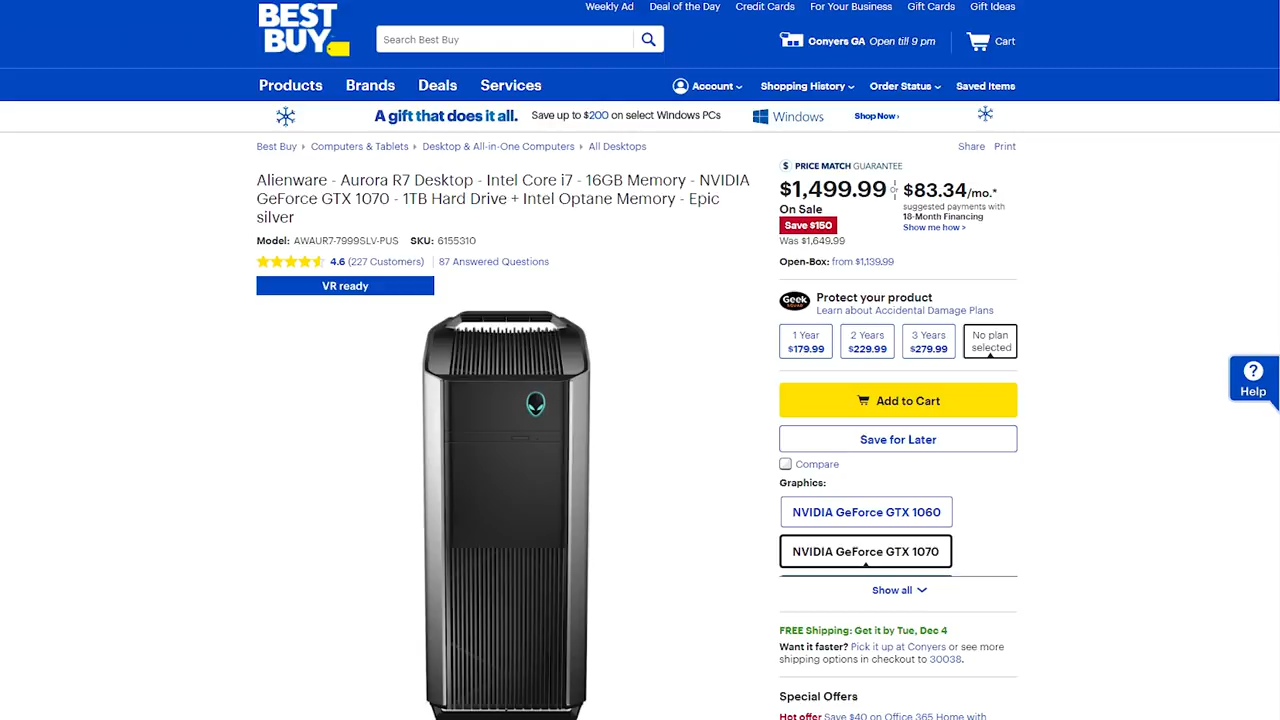 BEST BUY
Weekly Ad Deal of the Day Credit Cards For Your Business Gift Cards Gift Ideas
Search Best Buy
Conyers GA Open till 9 pm
Cart
Products Brands Deals Services
Account Shopping History Order Status Saved Items
A gift that does it all. Save up to $200 on select Windows PCs Windows Shop Now ›
Best Buy Computers & Tablets Desktop & All-in-One Computers All Desktops
Share Print
Alienware - Aurora R7 Desktop - Intel Core i7 - 16GB Memory - NVIDIA
GeForce GTX 1070 - 1TB Hard Drive + Intel Optane Memory - Epic
silver
Model: AWAUR7-7999SLV-PUS SKU: 6155310
4.6 (227 Customers) 87 Answered Questions
VR ready
$ PRICE MATCH GUARANTEE
$1,499.99 or $83.34/mo.*
On Sale
Save $150
Was $1,649.99
suggested payments with
18-Month Financing
Show me how >
Open-Box: from $1,139.99
Geek SQUAD
Protect your product
Learn about Accidental Damage Plans
1 Year
$179.99
2 Years
$229.99
3 Years
$279.99
No plan
selected
Add to Cart
Save for Later
Compare
Graphics:
NVIDIA GeForce GTX 1060
NVIDIA GeForce GTX 1070
Show all
FREE Shipping: Get it by Tue, Dec 4
Want it faster? Pick it up at Conyers or see more
shipping options in checkout to 30038.
Special Offers
Hot offer Save $40 on Office 365 Home with
? Help